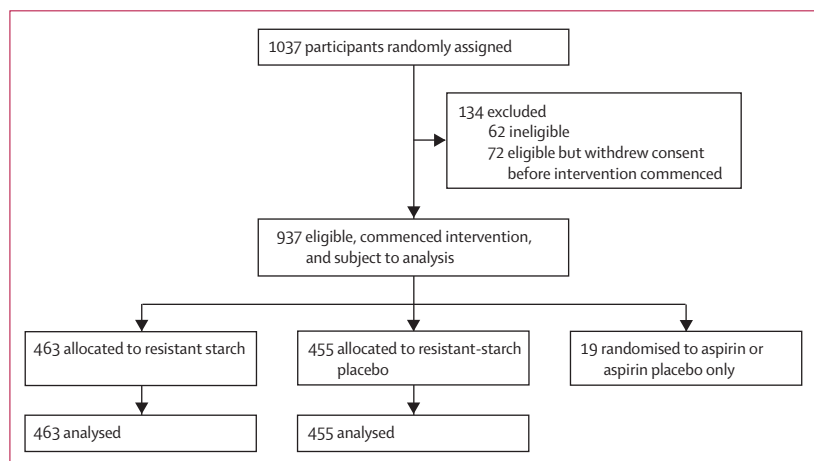 1037 participants randomly assigned
134 excluded
62 ineligible
72 eligible but withdrew consent
before intervention commenced
937 eligible, commenced intervention,
and subject to analysis
463 allocated to resistant starch
455 allocated to resistant-starch
placebo
19 randomised to aspirin or
aspirin placebo only
463 analysed
455 analysed